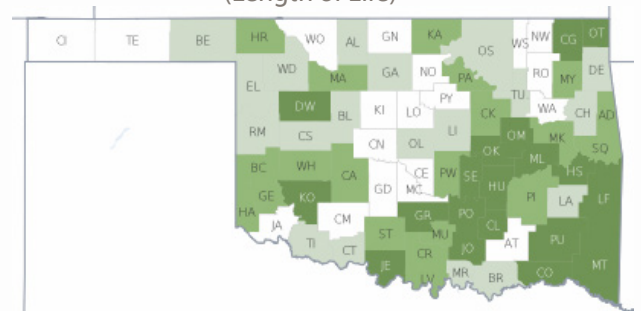 (Length of Life)
CI TE BE HR WO AL GN KA OS WS NW CG OT
EL WD MA GA NO PA TU RO MY DE
DW BL KI LO PY CK WA CH AD
RM CS CN OL LI OK OM MK SQ
BC WH CA GD CE MC PW SE ML HS
HA GE KO GR PO HU PI LA LF
JA CM ST MU CL AT PU
TI CT JE CR JO CO MT
LV MR BR